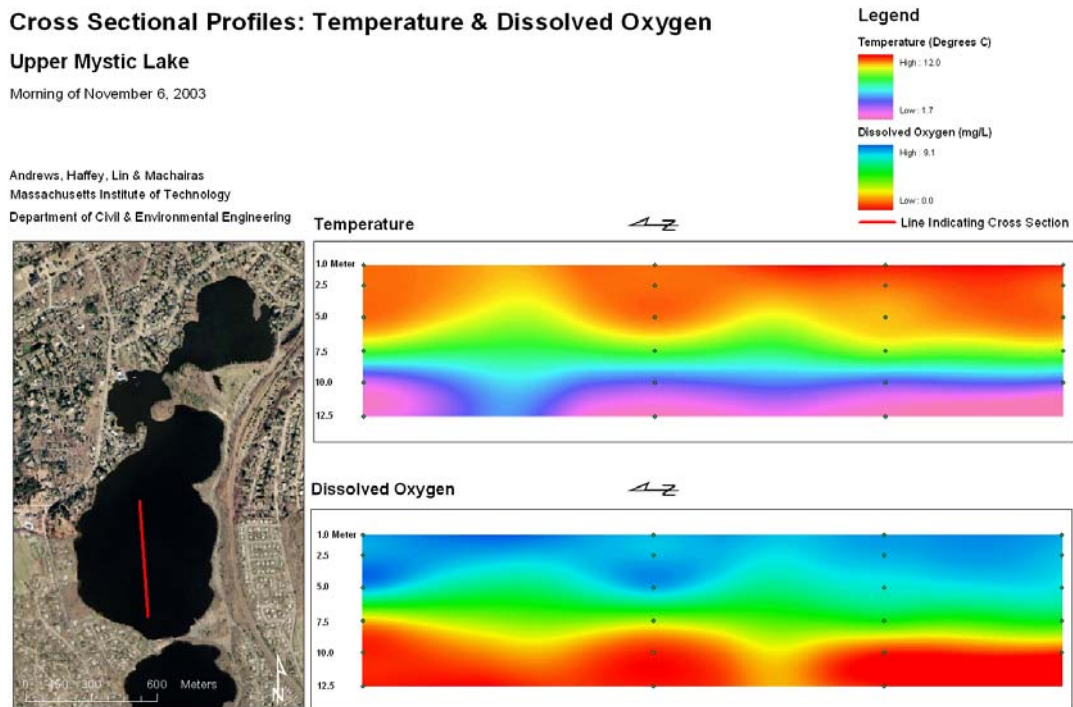 Cross Sectional Profiles: Temperature & Dissolved Oxygen
Upper Mystic Lake
Morning of November 6, 2003
Andrews, Haffey, Lin & Machairas
Massachusetts Institute of Technology
Department of Civil & Environmental Engineering
Legend
Temperature (Degrees C)
High : 12.0
Low : 1.7
Dissolved Oxygen (mg/L)
High : 9.1
Low : 0.0
Line Indicating Cross Section
Temperature
N
1.0 Meter
2.5
5.0
7.5
10.0
12.5
Dissolved Oxygen
N
1.0 Meter
2.5
5.0
7.5
10.0
12.5
0 150 300 600 Meters
N